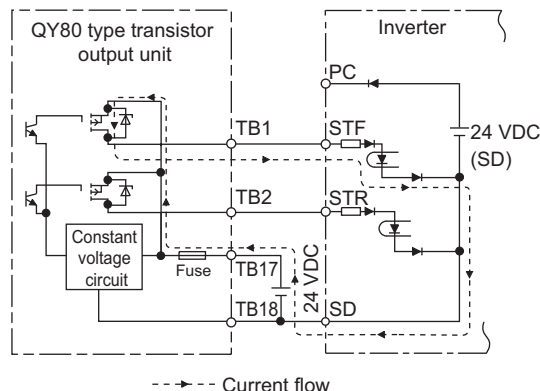 QY80 type transistor
output unit
Inverter
PC
TB1
STF
24 VDC
(SD)
TB2
STR
Constant
voltage
circuit
Fuse
TB17
24 VDC
TB18
SD
Current flow